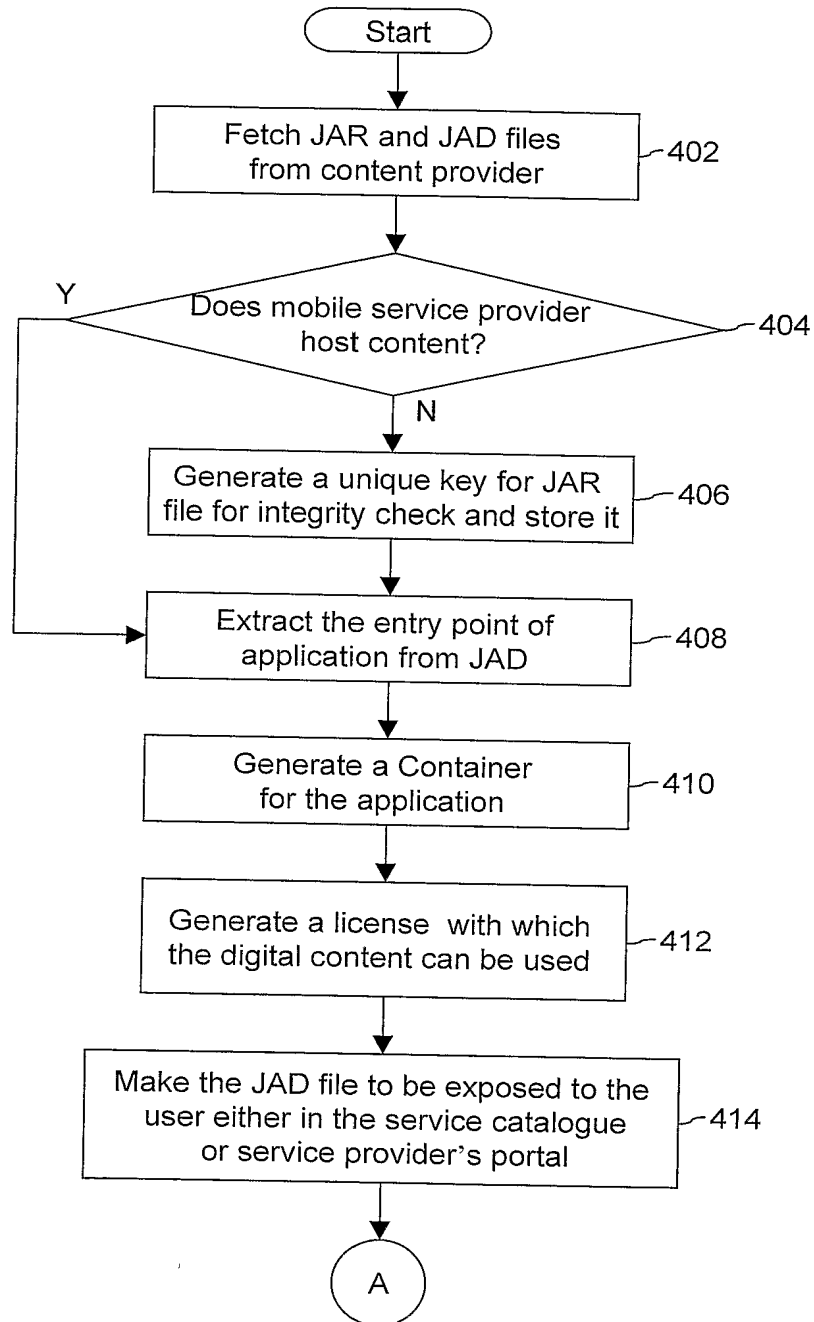 Start
Fetch JAR and JAD files
from content provider
402
Y
Does mobile service provider
host content?
404
N
Generate a unique key for JAR
file for integrity check and store it
406
Extract the entry point of
application from JAD
408
Generate a Container
for the application
410
Generate a license with which
the digital content can be used
412
Make the JAD file to be exposed to the
user either in the service catalogue
or service provider's portal
414
A